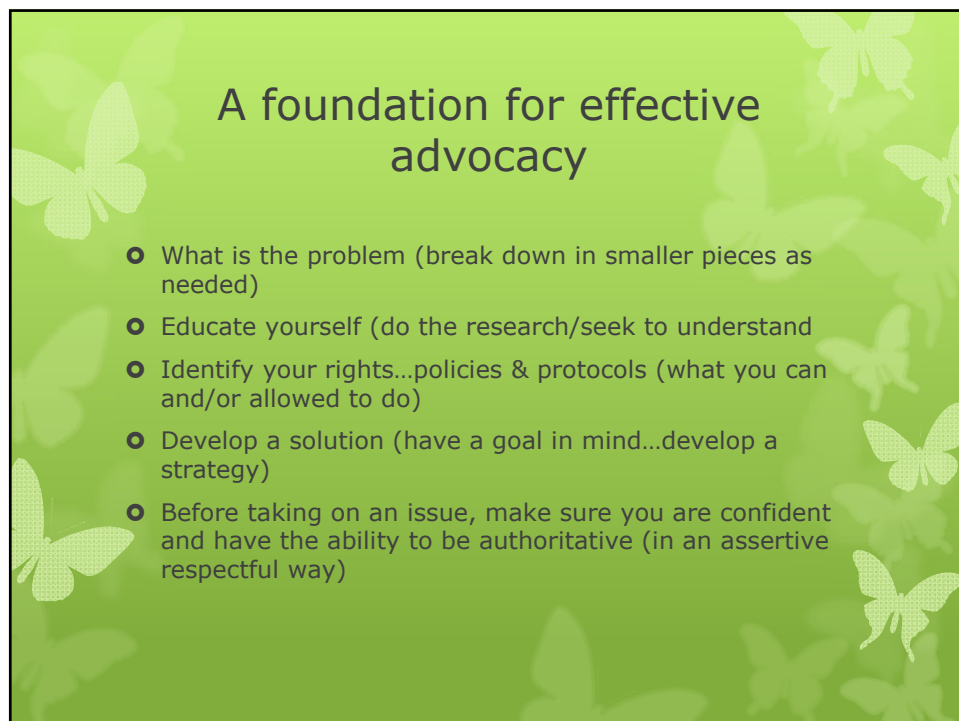 A foundation for effective
advocacy
What is the problem (break down in smaller pieces as
needed)
Educate yourself (do the research/seek to understand
Identify your rights…policies & protocols (what you can
and/or allowed to do)
Develop a solution (have a goal in mind…develop a
strategy)
Before taking on an issue, make sure you are confident
and have the ability to be authoritative (in an assertive
respectful way)